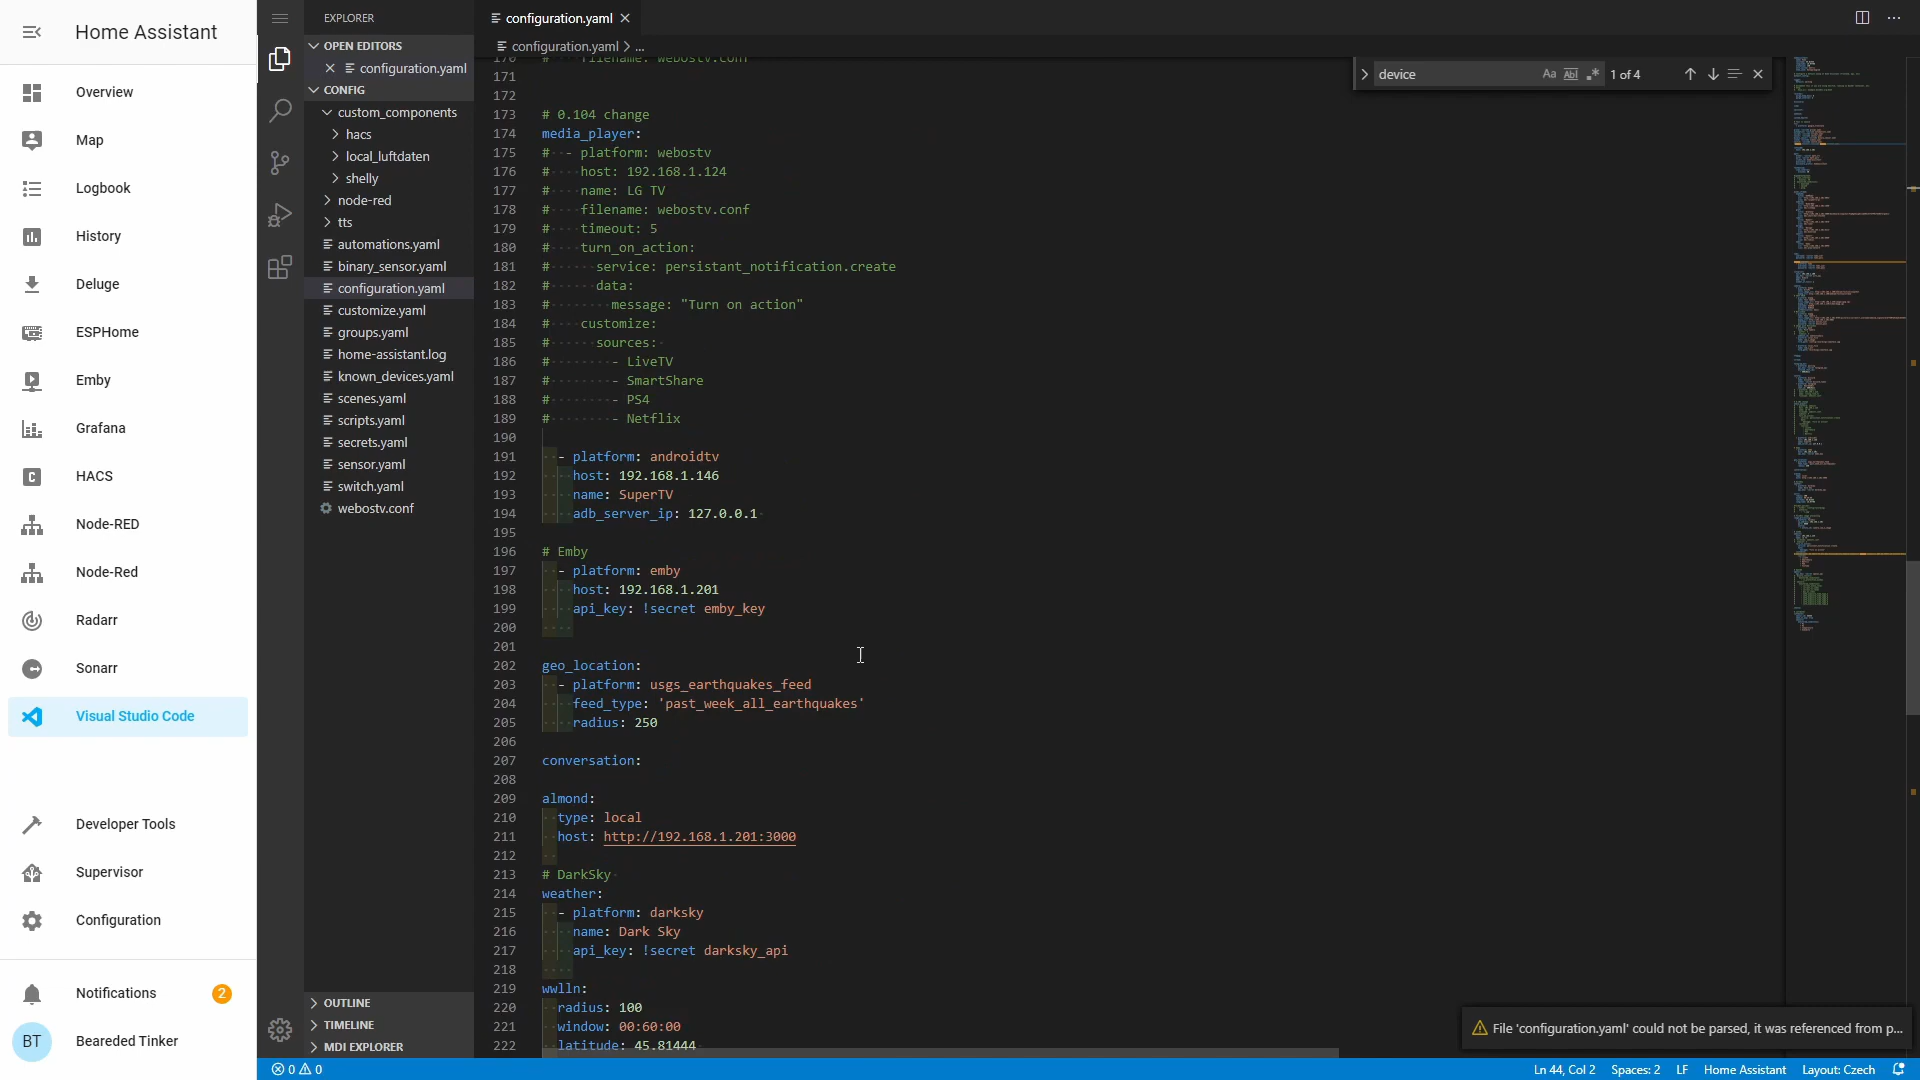 Home Assistant
Overview
Map
Logbook
History
Deluge
ESPHome
Emby
Grafana
HACS
Node-RED
Node-Red
Radarr
Sonarr
Visual Studio Code
Developer Tools
Supervisor
Configuration
Notifications 2
BT Beareded Tinker
EXPLORER
OPEN EDITORS
configuration.yaml
CONFIG
custom_components
hacs
local_luftdaten
shelly
node-red
tts
automations.yaml
binary_sensor.yaml
configuration.yaml
customize.yaml
groups.yaml
home-assistant.log
known_devices.yaml
scenes.yaml
scripts.yaml
secrets.yaml
sensor.yaml
switch.yaml
webostv.conf
OUTLINE
TIMELINE
MDI EXPLORER
configuration.yaml
configuration.yaml > ...
device Aa Abl .* 1 of 4
170 # filename: webostv.conf
171
172
173 # 0.104 change
174 media_player:
175 # - platform: webostv
176 # host: 192.168.1.124
177 # name: LG TV
178 # filename: webostv.conf
179 # timeout: 5
180 # turn_on_action:
181 # service: persistant_notification.create
182 # data:
183 # message: "Turn on action"
184 # customize:
185 # sources:
186 # - LiveTV
187 # - SmartShare
188 # - PS4
189 # - Netflix
190
191 - platform: androidtv
192 host: 192.168.1.146
193 name: SuperTV
194 adb_server_ip: 127.0.0.1
195
196 # Emby
197 - platform: emby
198 host: 192.168.1.201
199 api_key: !secret emby_key
200
201
202 geo_location:
203 - platform: usgs_earthquakes_feed
204 feed_type: 'past_week_all_earthquakes'
205 radius: 250
206
207 conversation:
208
209 almond:
210 type: local
211 host: http://192.168.1.201:3000
212
213 # DarkSky
214 weather:
215 - platform: darksky
216 name: Dark Sky
217 api_key: !secret darksky_api
218
219 wwlln:
220 radius: 100
221 window: 00:60:00
222 latitude: 45.81444
File 'configuration.yaml' could not be parsed, it was referenced from p...
0 0 Ln 44, Col 2 Spaces: 2 LF Home Assistant Layout: Czech